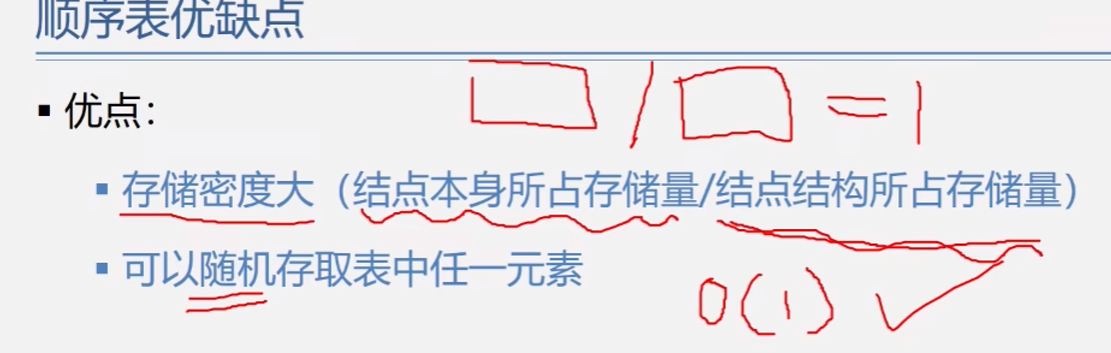 顺序表优缺点
▪ 优点：
□ / □ = 1
▪ 存储密度大（结点本身所占存储量/结点结构所占存储量）
▪ 可以随机存取表中任一元素
O(1) ✓